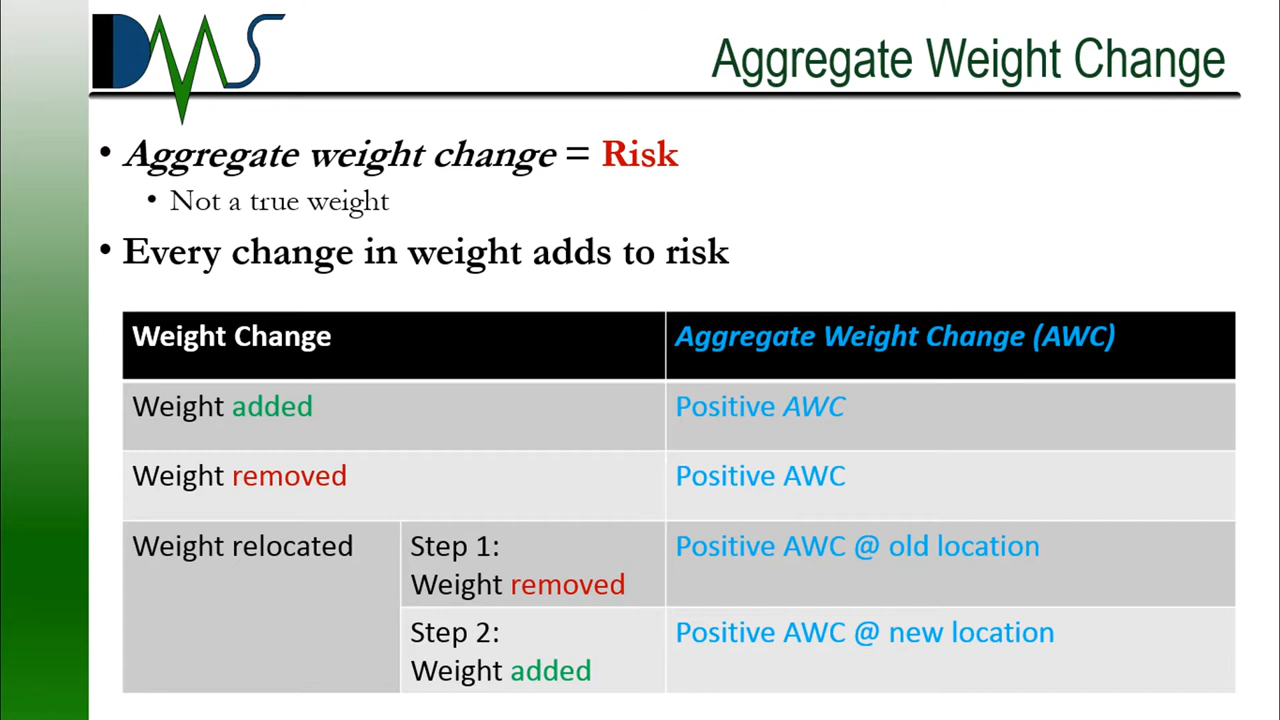 DMS
Aggregate Weight Change
• Aggregate weight change = Risk
• Not a true weight
• Every change in weight adds to risk
Weight Change
Aggregate Weight Change (AWC)
Weight added
Positive AWC
Weight removed
Positive AWC
Weight relocated
Step 1:
Weight removed
Positive AWC @ old location
Step 2:
Weight added
Positive AWC @ new location